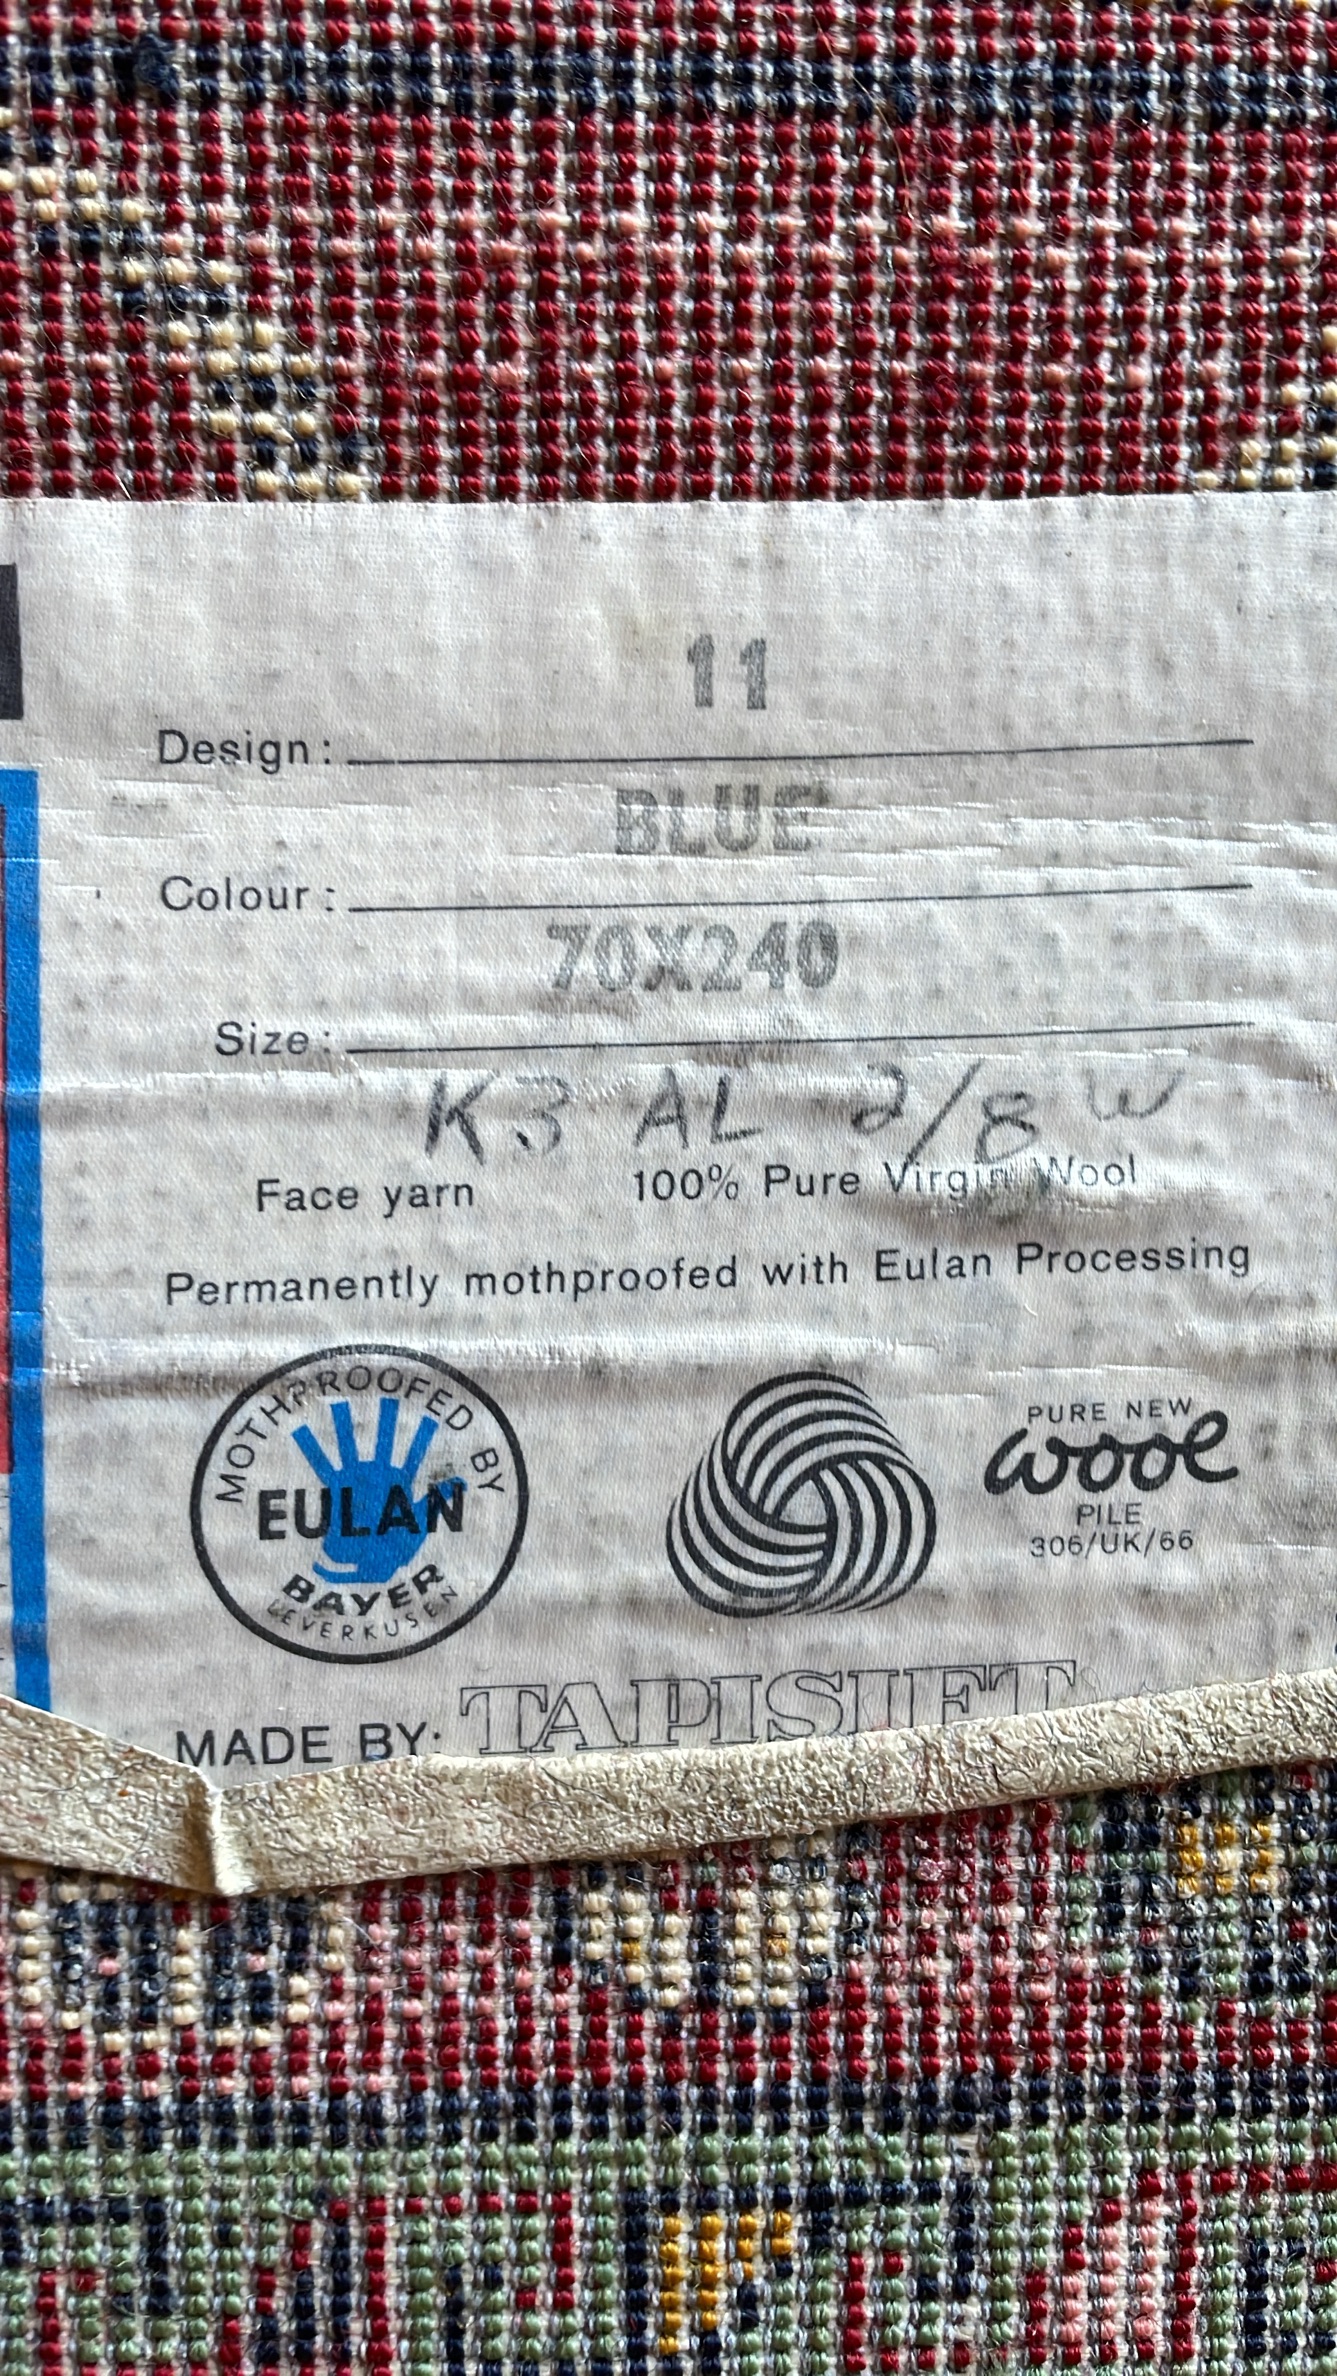 11
Design:
BLUE
Colour:
70X240
Size:
K3 AL 2/8 W
Face yarn 100% Pure Virgin Wool
Permanently mothproofed with Eulan Processing
MOTHPROOFED BY
EULAN
BAYER
LEVERKUSEN
PURE NEW
wool
PILE
306/UK/66
MADE BY: